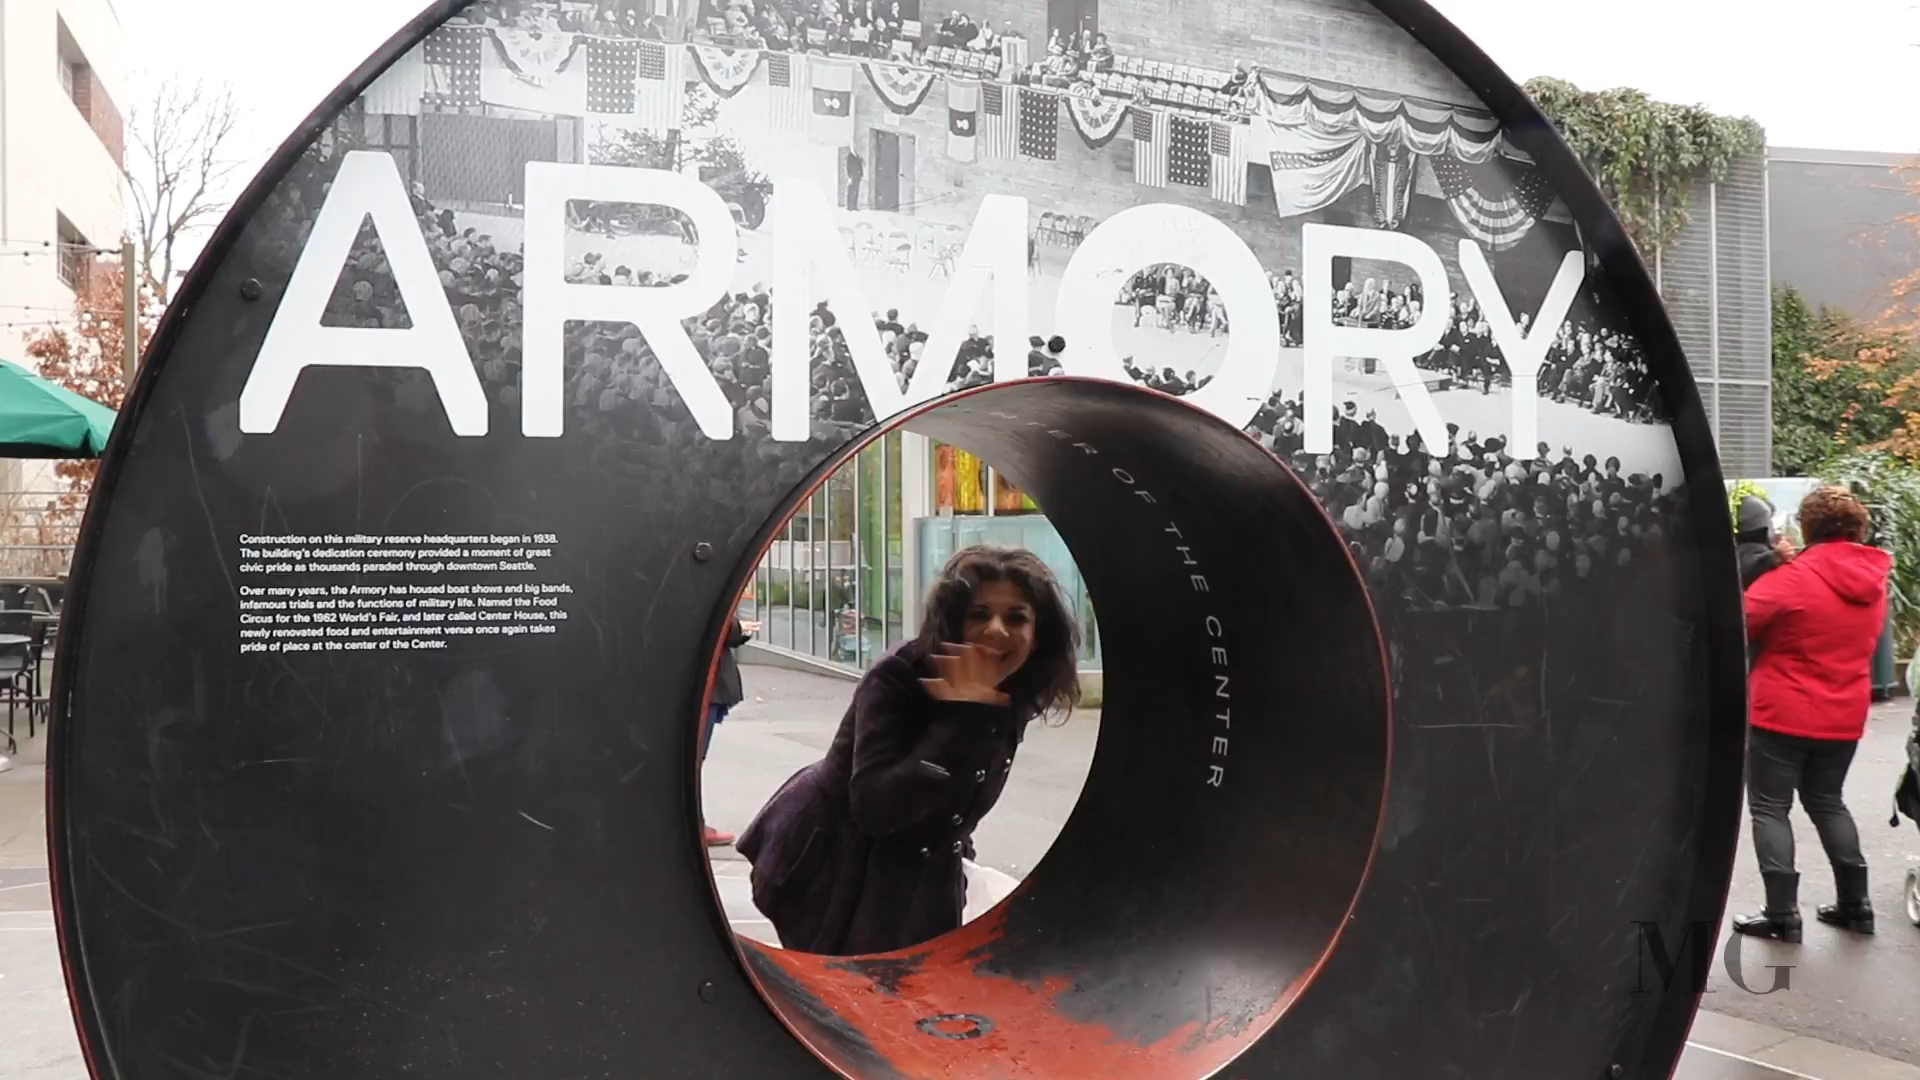 ARMORY
Construction on this military reserve headquarters began in 1938.
The building's dedication ceremony provided a moment of great
civic pride as thousands paraded through downtown Seattle.
Over many years, the Armory has housed boat shows and big bands,
infamous trials and the functions of military life. Named the Food
Circus for the 1962 World's Fair, and later called Center House, this
newly renovated food and entertainment venue once again takes
pride of place at the center of the Center.
NTER OF THE CENTER
MG